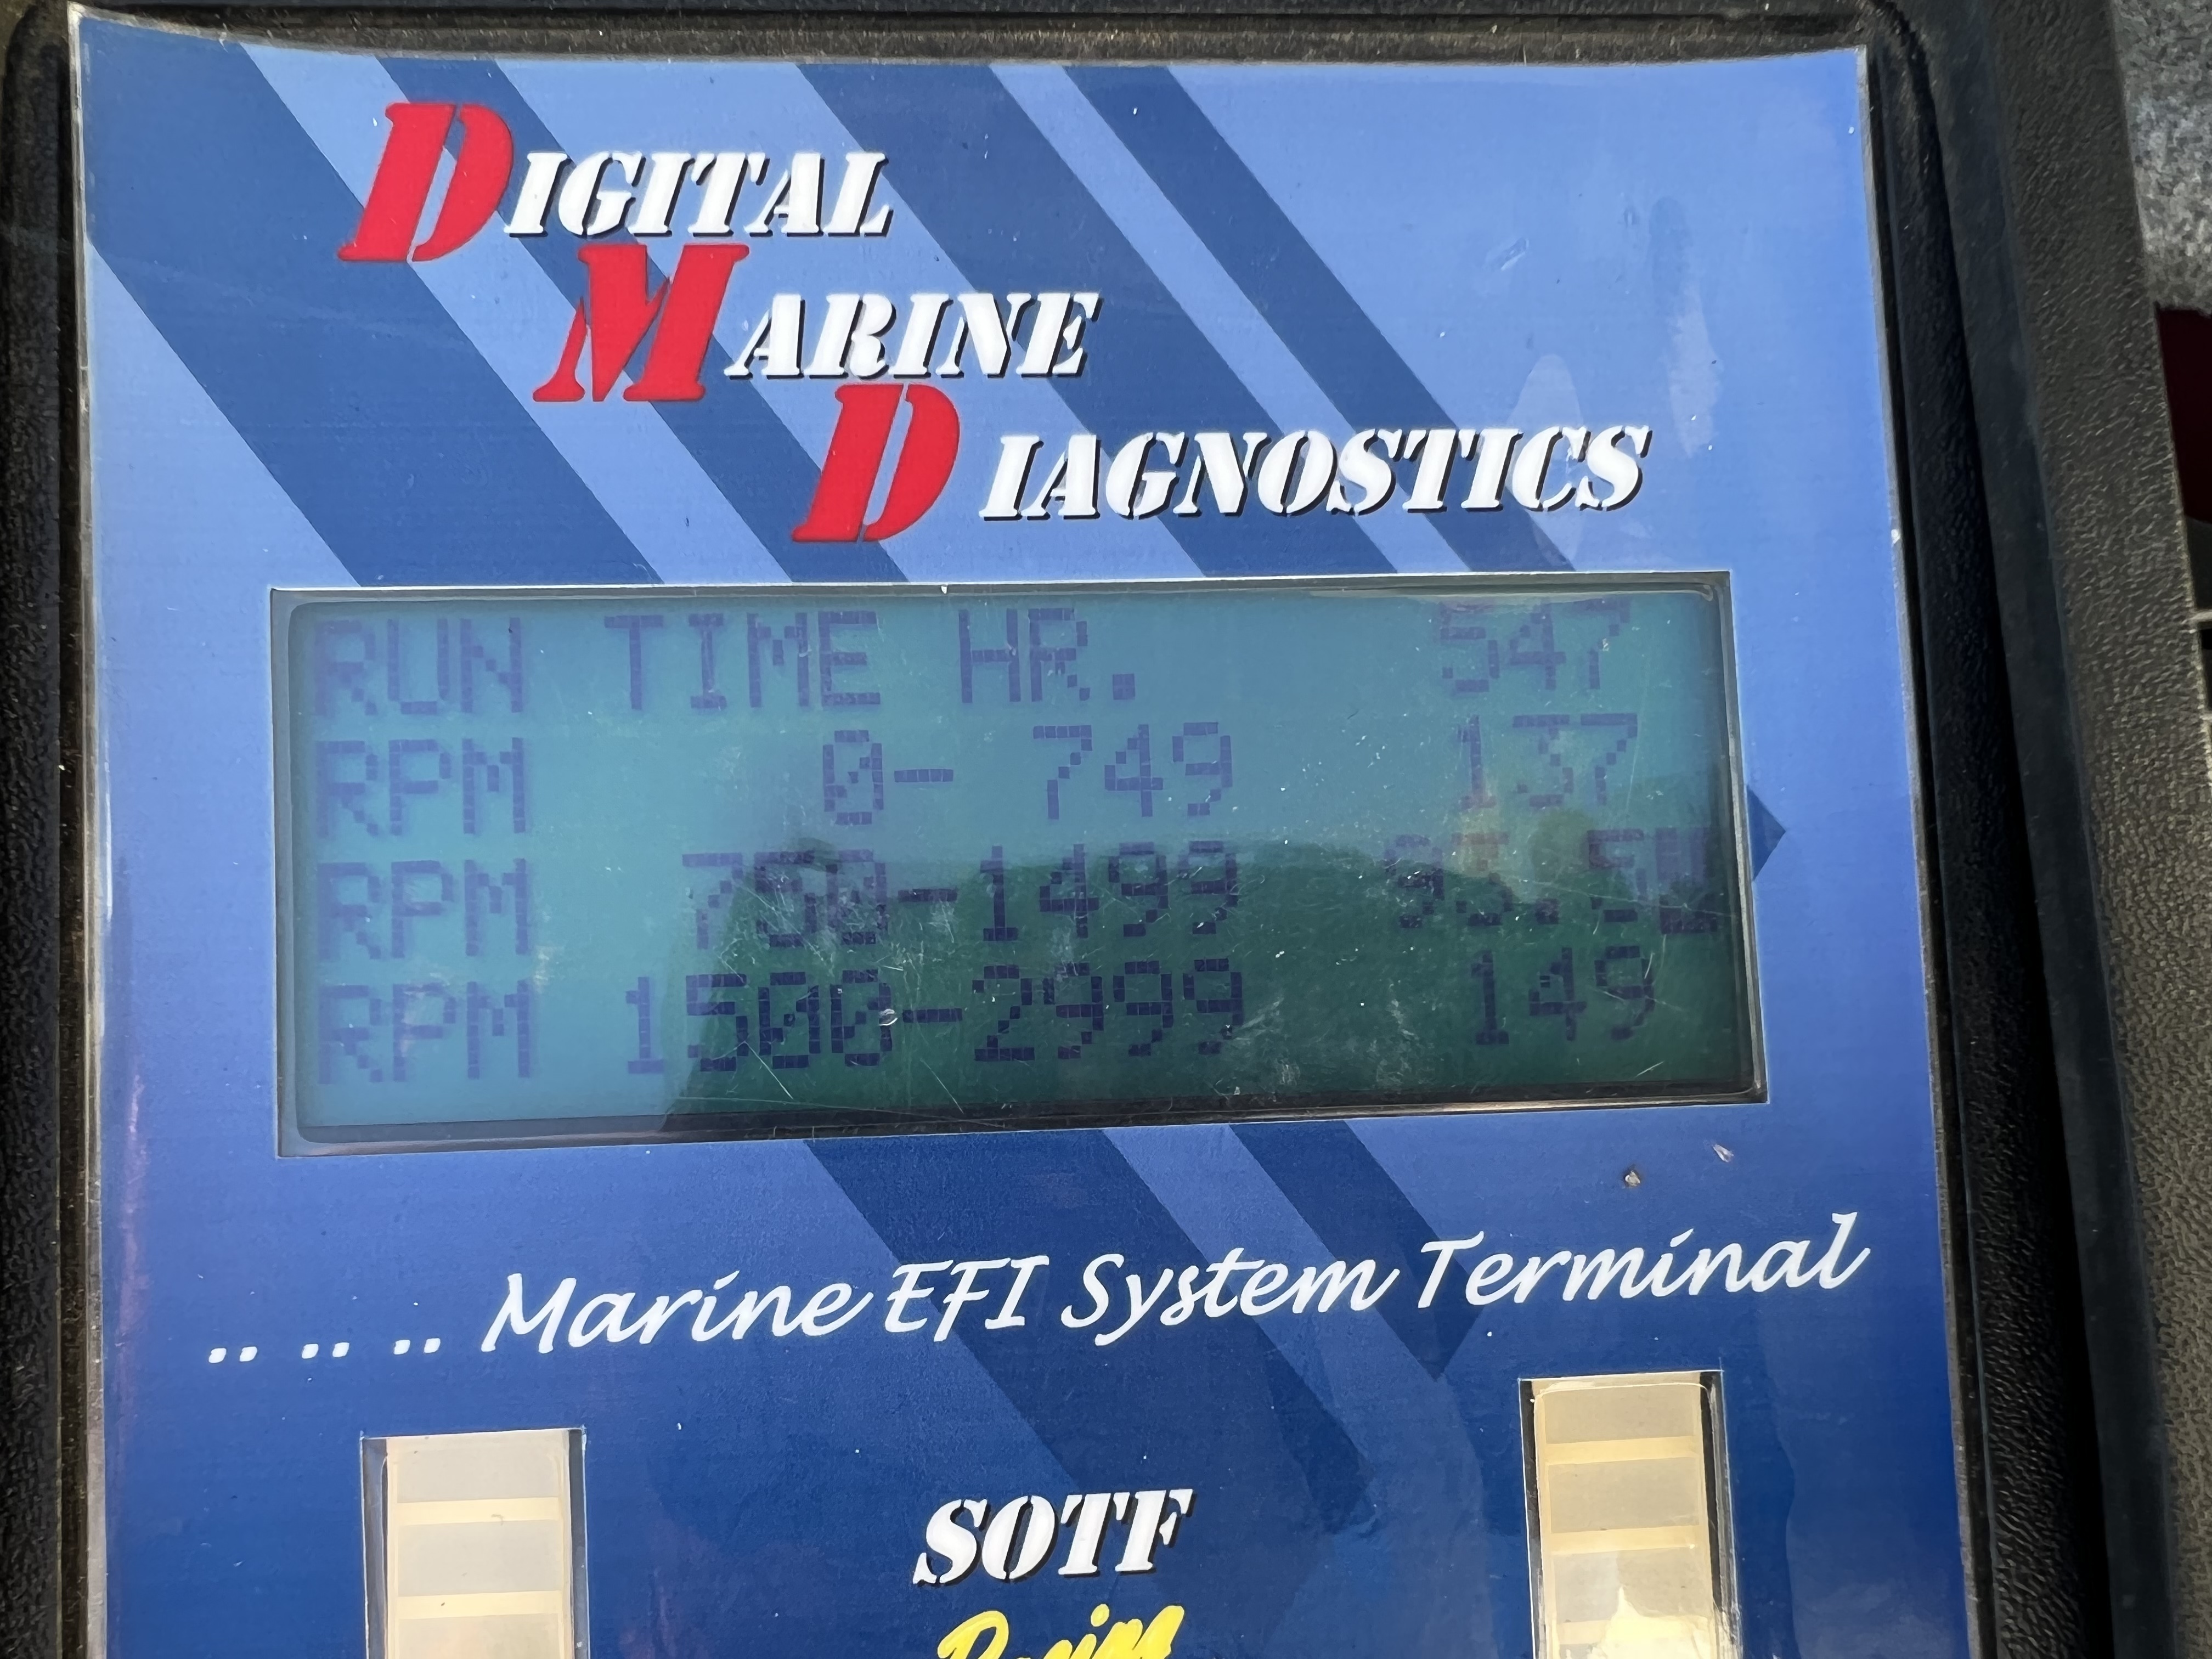 DIGITAL
MARINE
DIAGNOSTICS
RUN TIME HR. 547
RPM 0- 749 137
RPM 750-1499
RPM 1500-2999 149
.. .. .. Marine EFI System Terminal
SOTF
Racing